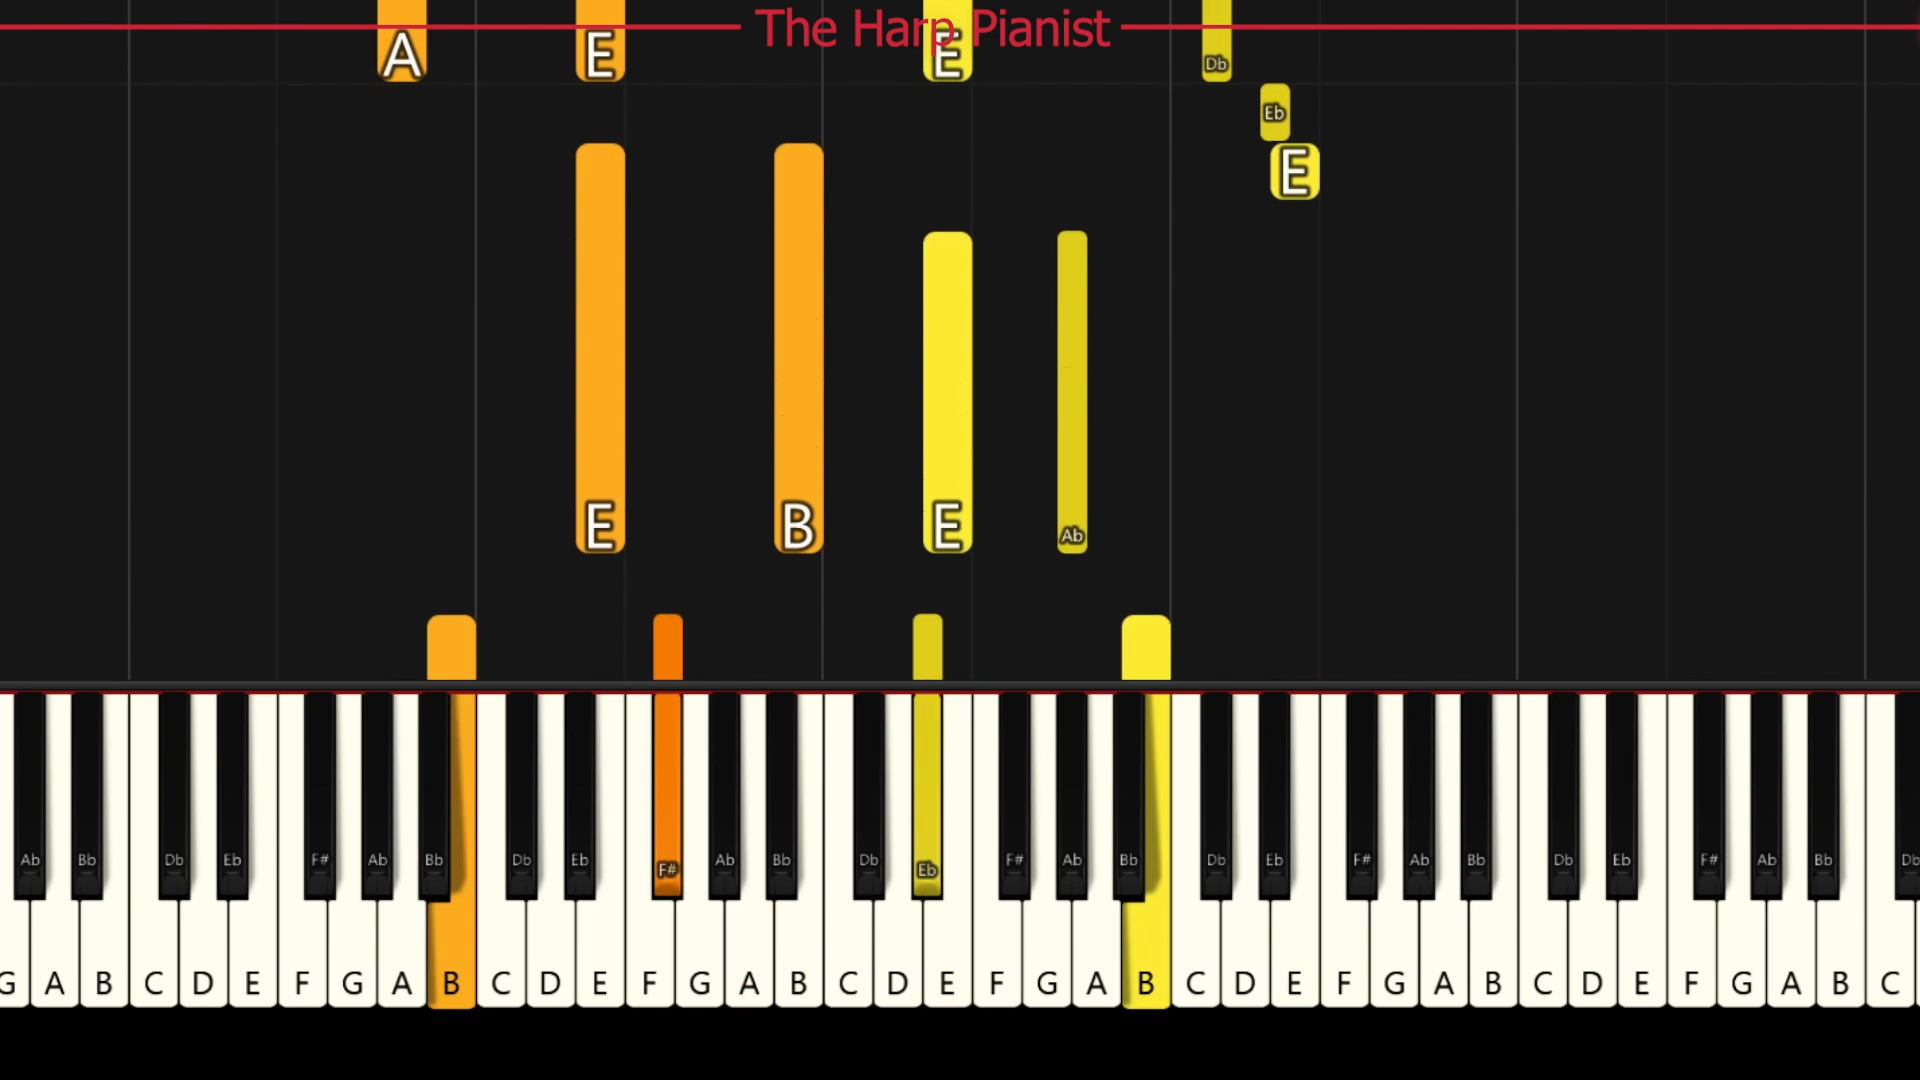 The Harp Pianist
A E E Db
Eb
E
E B E Ab
Ab Bb Db Eb F# Ab Bb Db Eb F# Ab Bb Db Eb F# Ab Bb Db Eb F# Ab Bb Db Eb F# Ab Bb Db
G A B C D E F G A B C D E F G A B C D E F G A B C D E F G A B C D E F G A B C